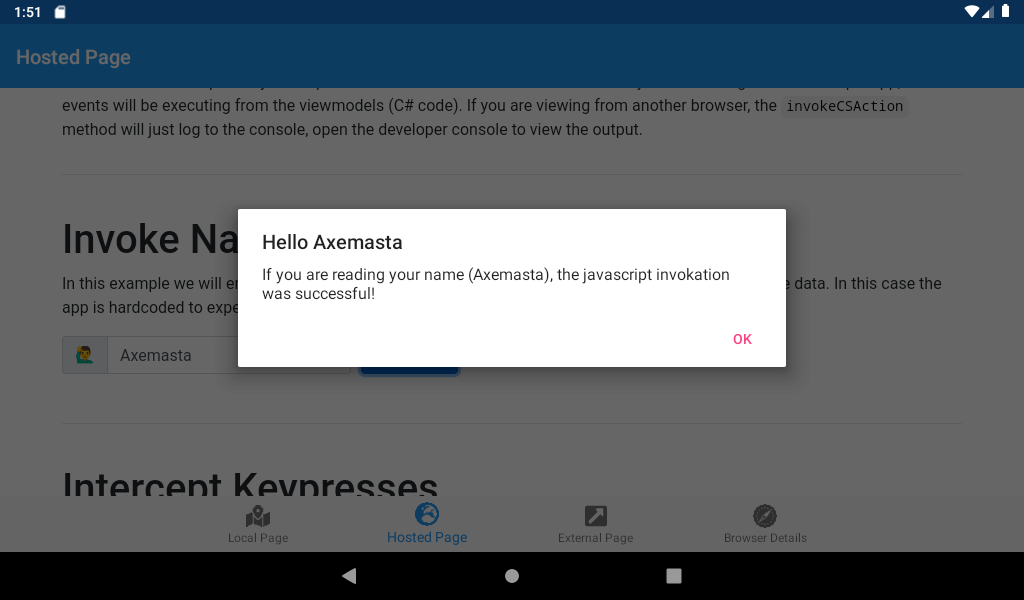 1:51
Hosted Page
events will be executing from the viewmodels (C# code). If you are viewing from another browser, the invokeCSAction
method will just log to the console, open the developer console to view the output.
Invoke Na
Hello Axemasta
If you are reading your name (Axemasta), the javascript invokation
was successful!
OK
In this example we will e
data. In this case the
app is hardcoded to exp
Axemasta
Intercept Keypresses
Local Page
Hosted Page
External Page
Browser Details